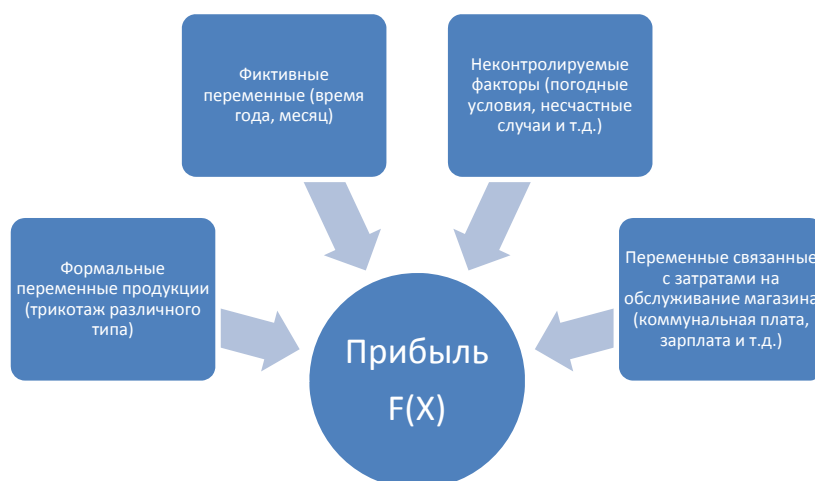 Фиктивные
переменные (время
года, месяц)
Неконтролируемые
факторы (погодные
условия, несчастные
случаи и т.д.)
Формальные
переменные продукции
(трикотаж различного
типа)
Переменные связанные
с затратами на
обслуживание магазина
(коммунальная плата,
зарплата и т.д.)
Прибыль
F(X)